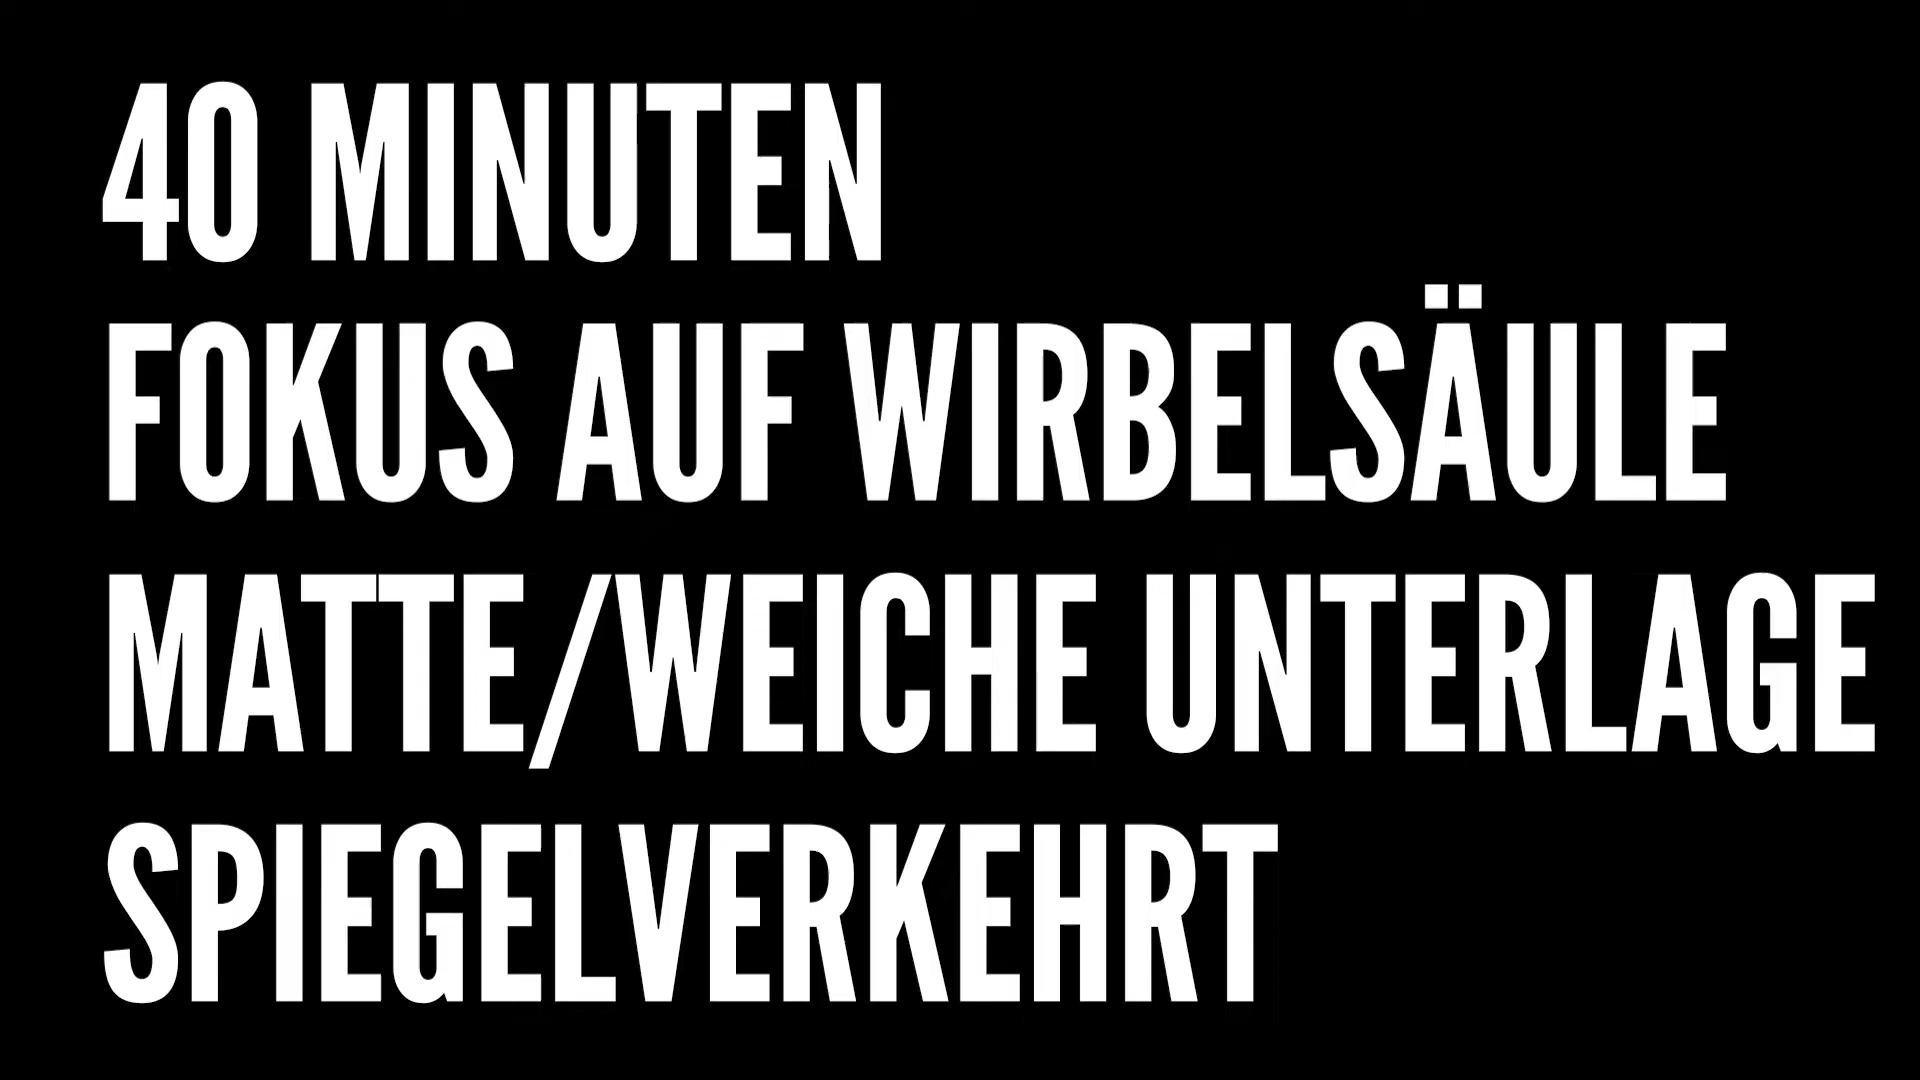 40 MINUTEN
FOKUS AUF WIRBELSÄULE
MATTE/WEICHE UNTERLAGE
SPIEGELVERKEHRT